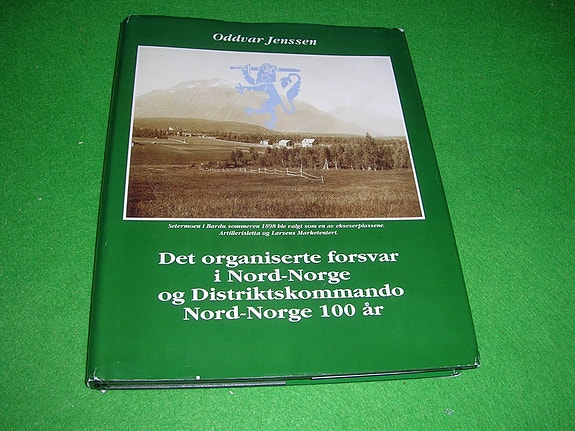 Oddvar Jenssen
Setermoen i Bardu sommeren 1898 ble valgt som en av ekseserplassene.
Artillerisletta og Larsens Marketenteri.
Det organiserte forsvar
i Nord-Norge
og Distriktskommando
Nord-Norge 100 år